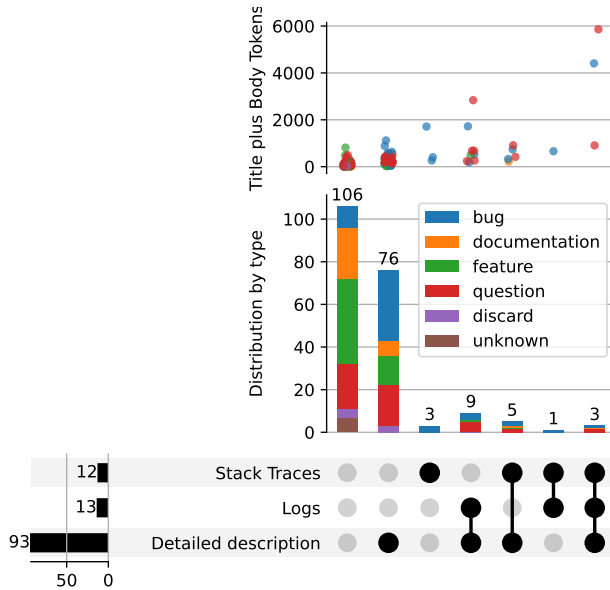 Title plus Body Tokens
6000
4000
2000
0
Distribution by type
100
80
60
40
20
0
106
76
3
9
5
1
3
bug
documentation
feature
question
discard
unknown
12
Stack Traces
13
Logs
93
Detailed description
50
0